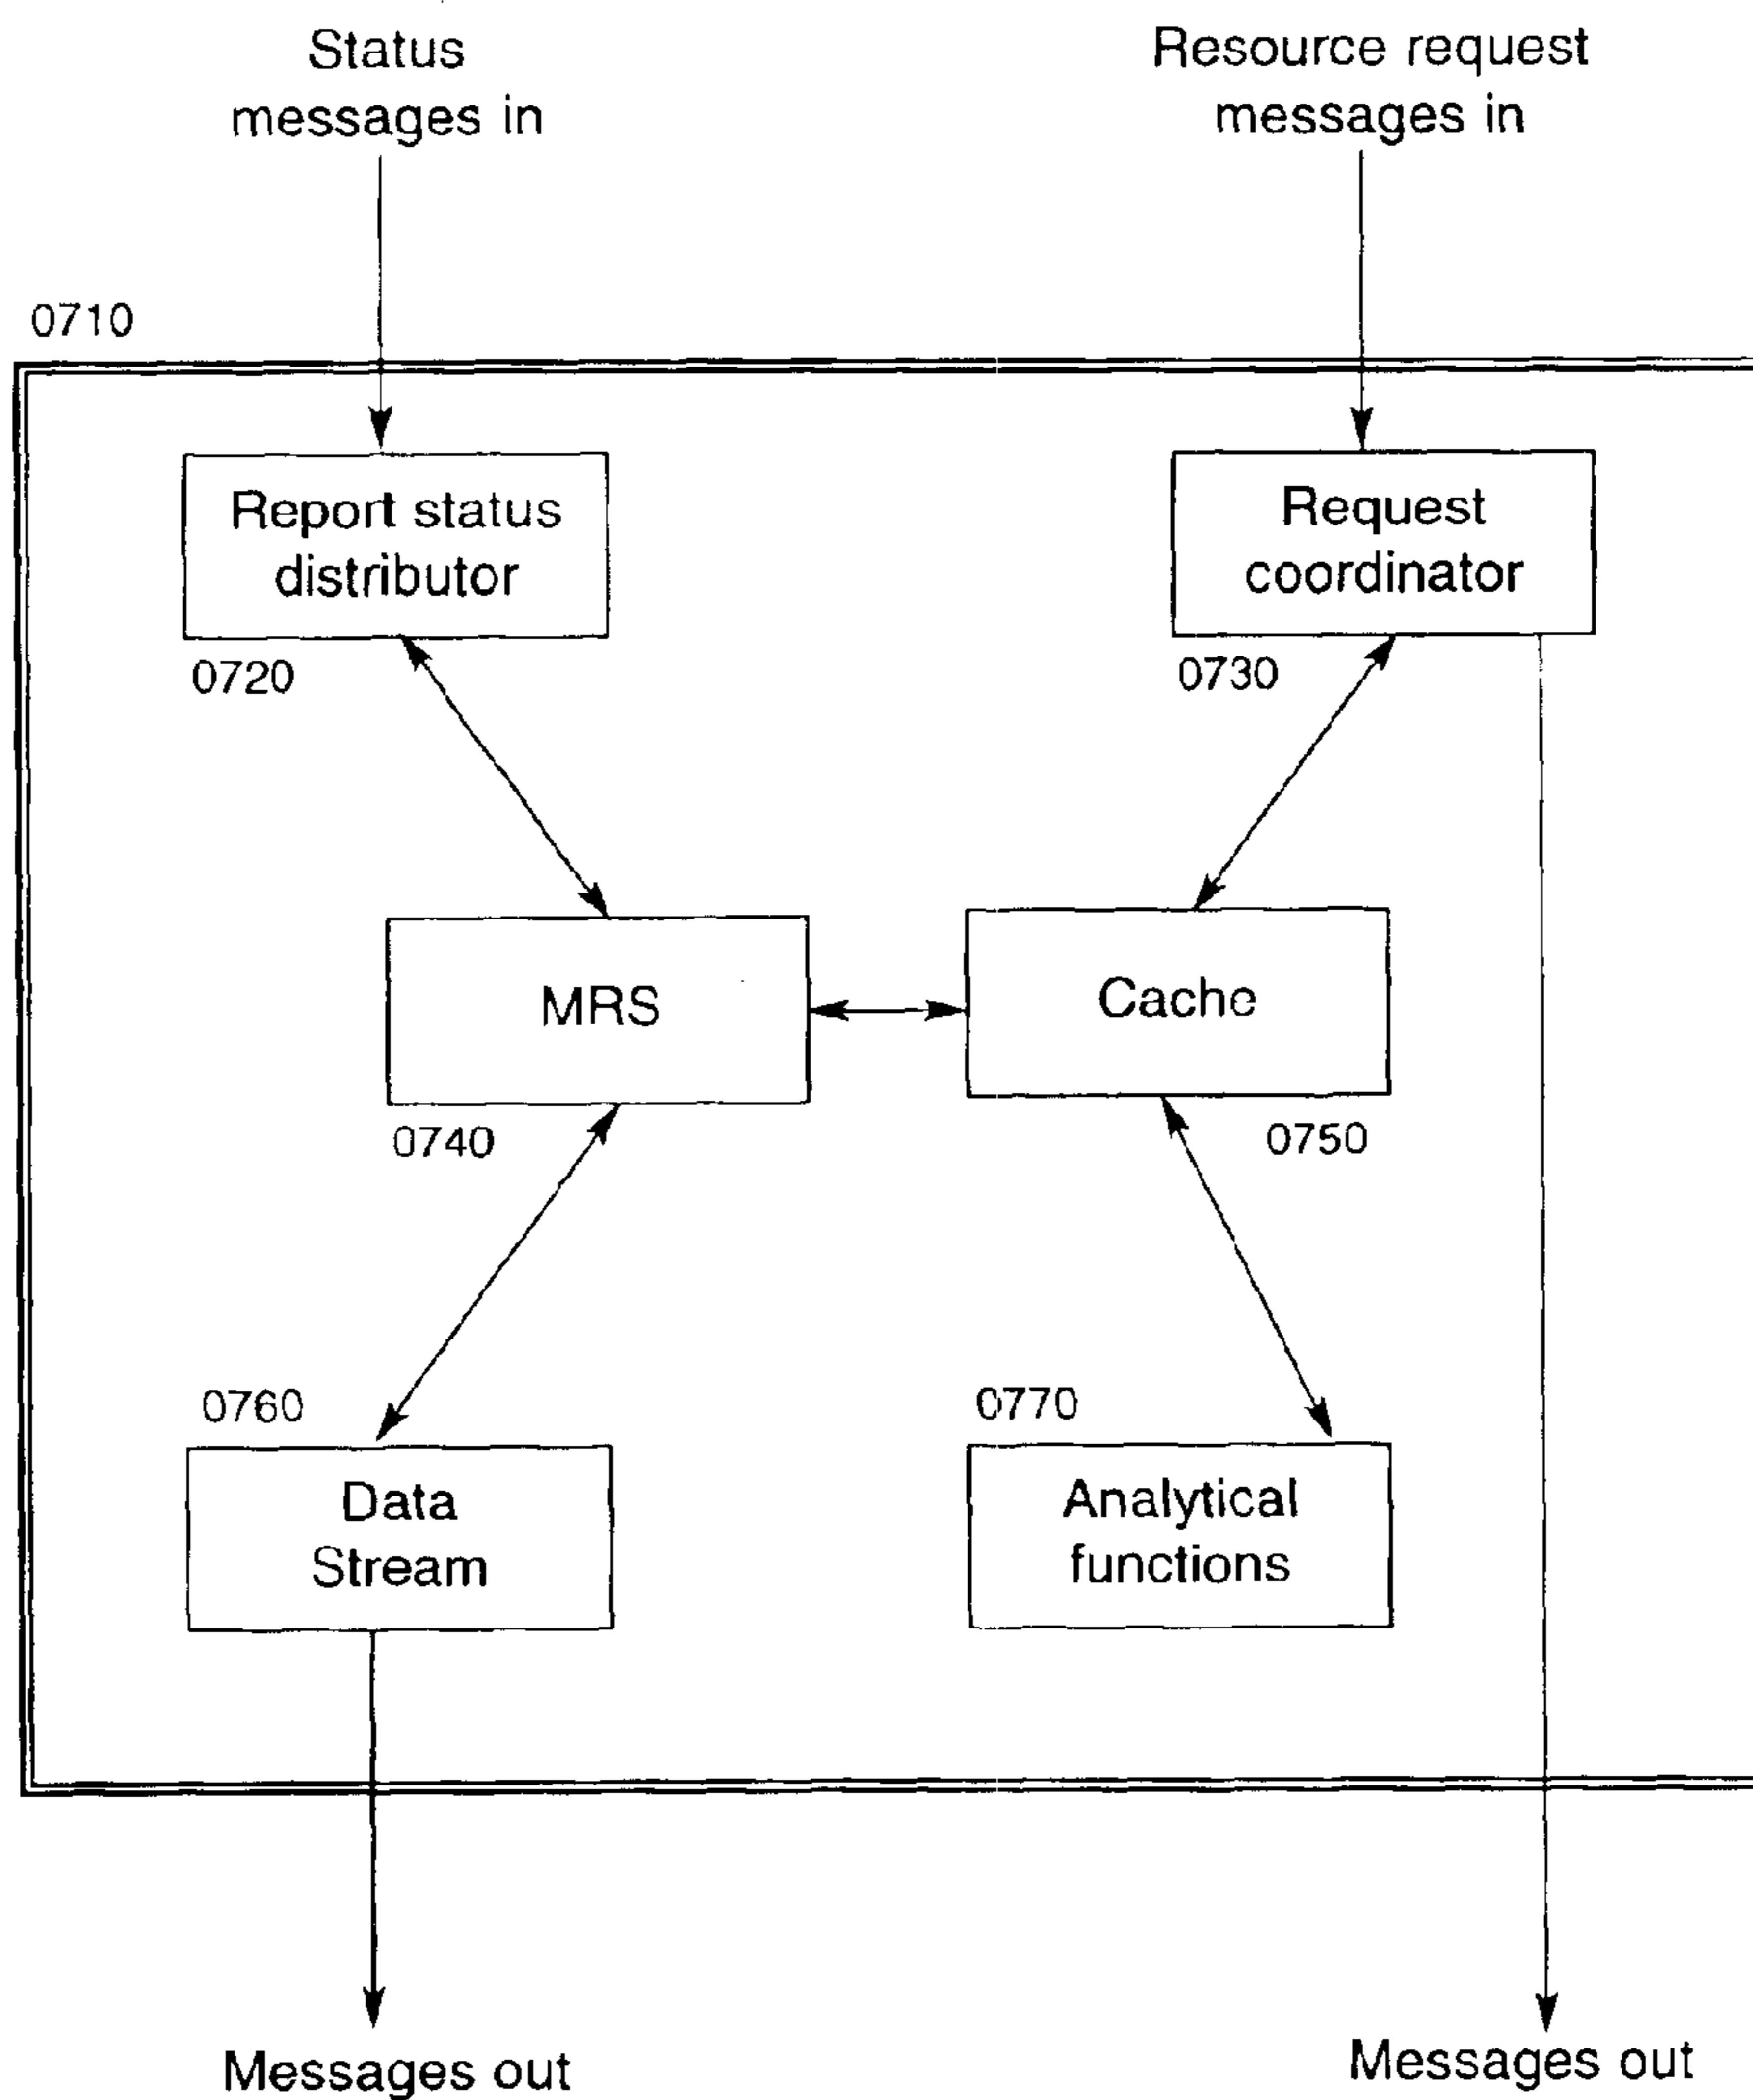 Status
messages in
Resource request
messages in
0710
Report status
distributor
Request
coordinator
0720
0730
MRS
Cache
0740
0750
0760
0770
Data
Stream
Analytical
functions
Messages out
Messages out